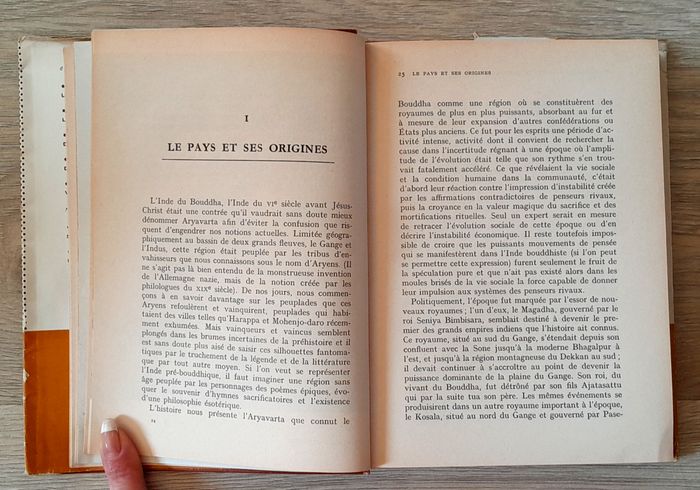 I
LE PAYS ET SES ORIGINES
L'Inde du Bouddha, l'Inde du VIe siècle avant Jésus-
Christ était une contrée qu'il vaudrait sans doute mieux
dénommer Aryavarta afin d'éviter la confusion que ris-
quent d'engendrer nos notions actuelles. Limitée géogra-
phiquement au bassin de deux grands fleuves, le Gange et
l'Indus, cette région était peuplée par les tribus d'en-
vahisseurs que nous connaissons sous le nom d'Aryens. (Il
ne s'agit pas là bien entendu de la monstrueuse invention
de l'Allemagne nazie, mais de la notion créée par les
philologues du XIXe siècle). De nos jours, nous commen-
çons à en savoir davantage sur les peuplades que ces
Aryens refoulèrent et vainquirent, peuplades qui habi-
taient des villes telles qu'Harappa et Mohenjo-daro récem-
ment exhumées. Mais vainqueurs et vaincus semblent
plongés dans les brumes incertaines de la préhistoire et il
est sans doute plus aisé de saisir ces silhouettes fantoma-
tiques par le truchement de la légende et de la littérature
que par tout autre moyen. Si l'on veut se représenter
l'Inde pré-bouddhique, il faut imaginer une région sans
âge peuplée par les personnages des poèmes épiques, évo-
quer le souvenir d'hymnes sacrificatoires et l'existence
d'une philosophie ésotérique.
L'histoire nous présente l'Aryavarta que connut le
25 LE PAYS ET SES ORIGINES
Bouddha comme une région où se constituèrent des
royaumes de plus en plus puissants, absorbant au fur et
à mesure de leur expansion d'autres confédérations ou
États plus anciens. Ce fut pour les esprits une période d'ac-
tivité intense, activité dont il convient de rechercher la
cause dans l'incertitude régnant à une époque où l'ampli-
tude de l'évolution était telle que son rythme s'en trou-
vait fatalement accéléré. Ce que révélaient la vie sociale
et la condition humaine dans la communauté, c'était
d'abord leur réaction contre l'impression d'instabilité créée
par les affirmations contradictoires de penseurs rivaux,
puis la croyance en la valeur magique du sacrifice et des
mortifications rituelles. Seul un expert serait en mesure
de retracer l'évolution sociale de cette époque ou d'en
décrire l'instabilité économique. Il reste toutefois impos-
sible de croire que les puissants mouvements de pensée
qui se manifestèrent dans l'Inde bouddhiste (si l'on peut
se permettre cette expression) furent seulement le fruit de
la spéculation pure et que n'ait pas existé alors dans les
moules brisés de la vie sociale la force capable de donner
leur impulsion aux systèmes des penseurs rivaux.
Politiquement, l'époque fut marquée par l'essor de nou-
veaux royaumes ; l'un d'eux, le Magadha, gouverné par le
roi Seniya Bimbisara, semblait destiné à devenir le pre-
mier des grands empires indiens que l'histoire ait connus.
Ce royaume, situé au sud du Gange, s'étendait depuis son
confluent avec la Sone jusqu'à la moderne Bhagalpur à
l'est, et jusqu'à la région montagneuse du Dekkan au sud ;
il devait continuer à s'accroître au point de devenir la
puissance dominante de la plaine du Gange. Son roi, du
vivant du Bouddha, fut détrôné par son fils Ajatasattu
qui par la suite tua son père. Les mêmes événements se
produisirent dans un autre royaume important à l'époque,
le Kosala, situé au nord du Gange et gouverné par Pase-